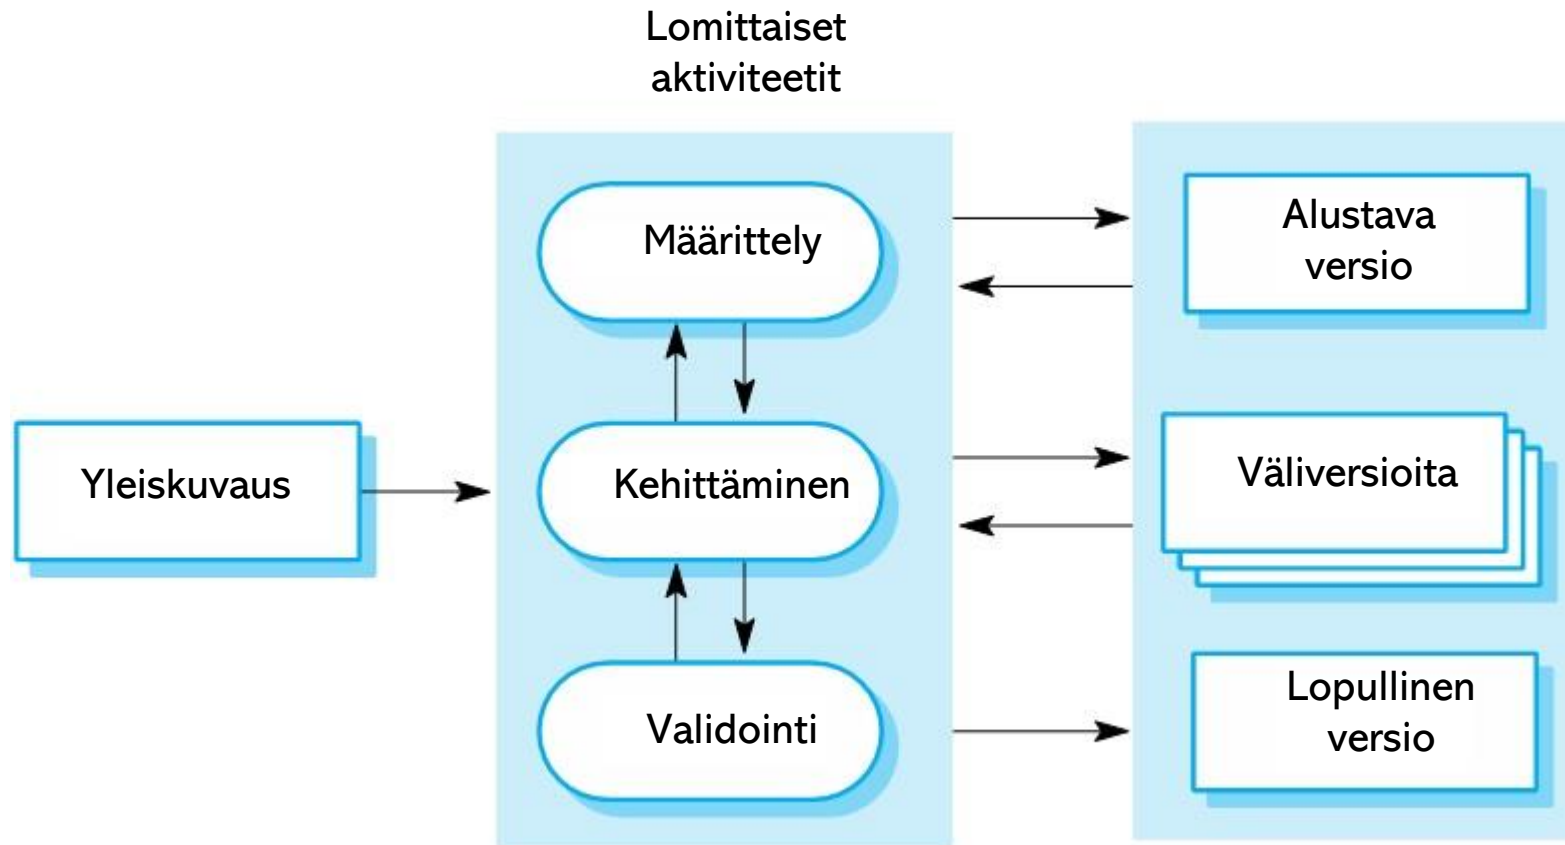 Lomittaiset
aktiviteetit
Yleiskuvaus
Määrittely
Kehittäminen
Validointi
Alustava
versio
Väliversioita
Lopullinen
versio